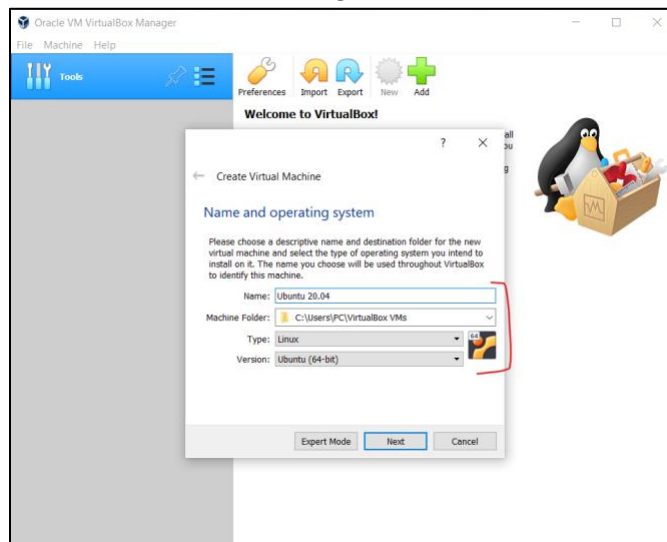 Oracle VM VirtualBox Manager
File Machine Help
Tools
Preferences Import Export New Add
Welcome to VirtualBox!
all
ou
g
? ×
← Create Virtual Machine
Name and operating system
Please choose a descriptive name and destination folder for the new
virtual machine and select the type of operating system you intend to
install on it. The name you choose will be used throughout VirtualBox
to identify this machine.
Name: Ubuntu 20.04
Machine Folder: C:\Users\PC\VirtualBox VMs
Type: Linux
64
Version: Ubuntu (64-bit)
Expert Mode Next Cancel